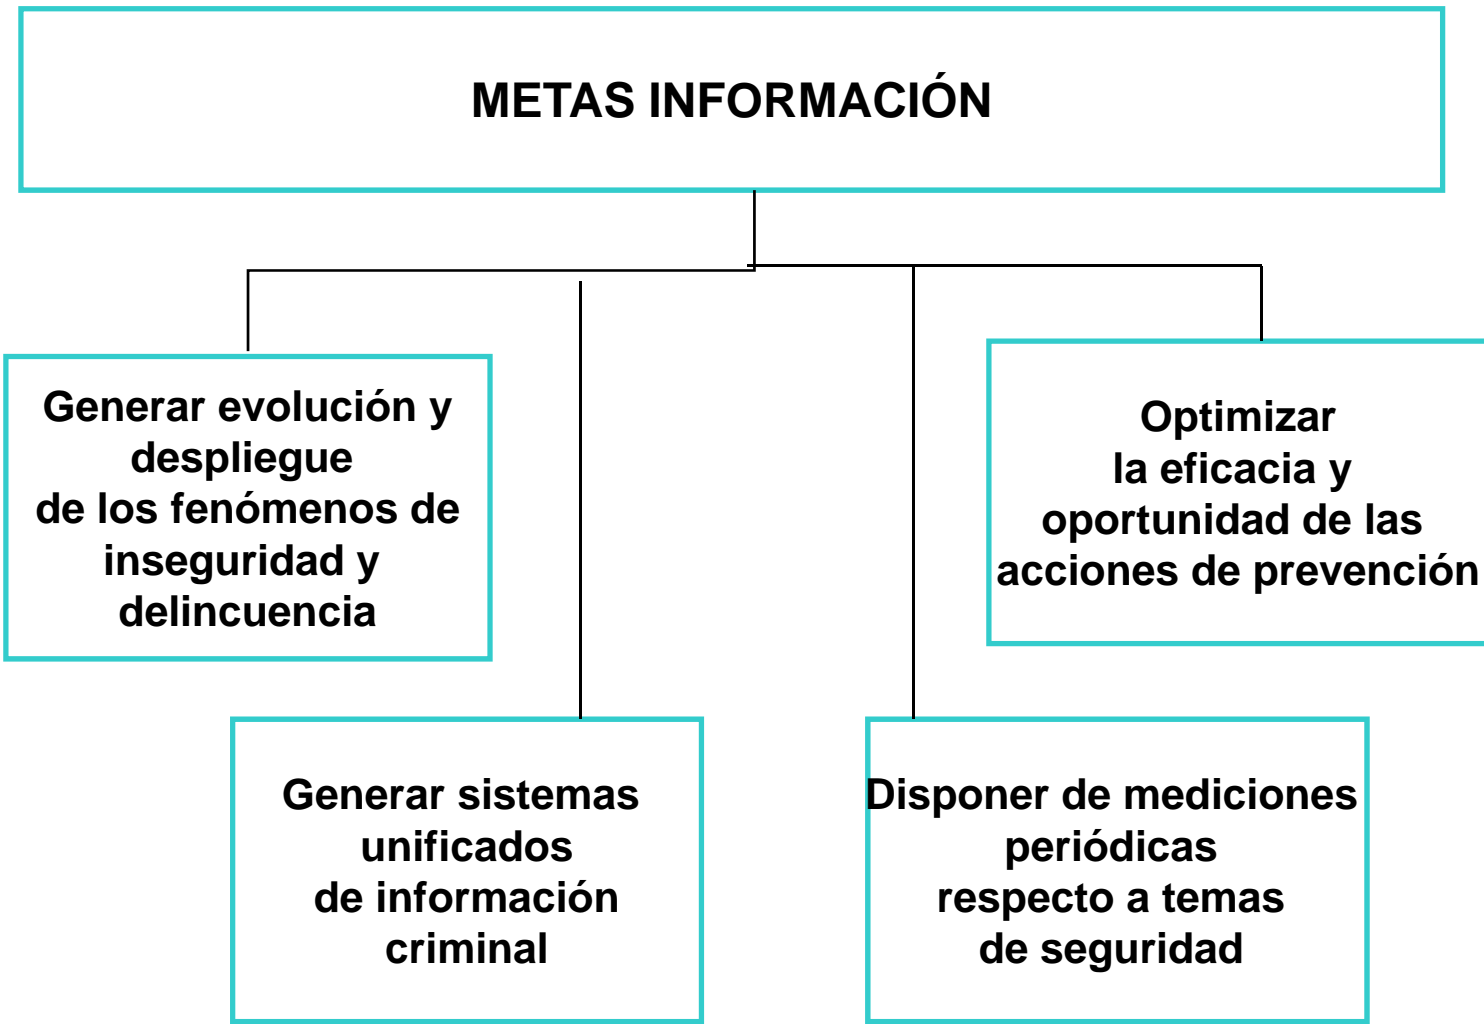 METAS INFORMACIÓN
Generar evolución y
despliegue
de los fenómenos de
inseguridad y
delincuencia
Optimizar
la eficacia y
oportunidad de las
acciones de prevención
Generar sistemas
unificados
de información
criminal
Disponer de mediciones
periódicas
respecto a temas
de seguridad